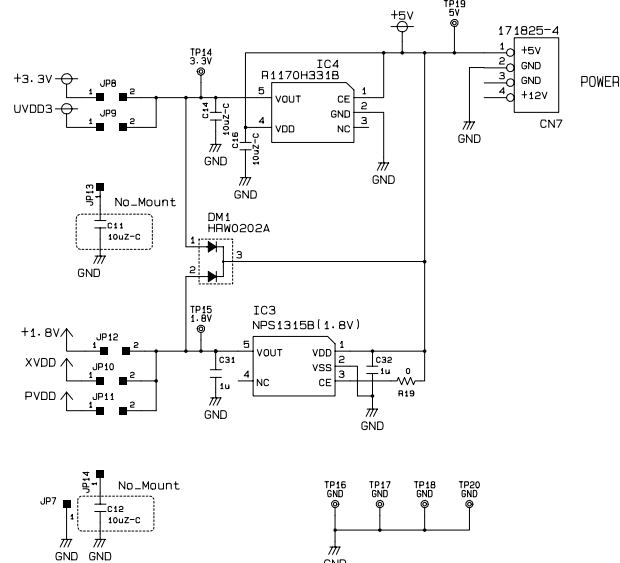 +5V
TP19
5V
171825-4
1 +5V
2 GND
3 GND
4 +12V
CN7
POWER
GND
TP14
3.3V
IC4
R1170H331B
+3.3V
JP8
1 2
UVDD3
JP9
1 2
C14
10uZ-C
GND
C16
10uZ-C
GND
5 VOUT
4 VDD
CE 1
GND 2
NC 3
GND
JP13
1
No_Mount
C11
10uZ-C
GND
DM1
HRW0202A
1
2
3
TP15
1.8V
IC3
NPS1315B(1.8V)
+1.8V
JP12
1 2
XVDD
JP10
1 2
PVDD
JP11
1 2
C31
1u
GND
5 VOUT
4 NC
VDD 1
VSS 2
CE 3
C32
1u
GND
0
R19
JP7
1
GND
JP14
1
No_Mount
C12
10uZ-C
GND
TP16
GND
TP17
GND
TP18
GND
TP20
GND
GND